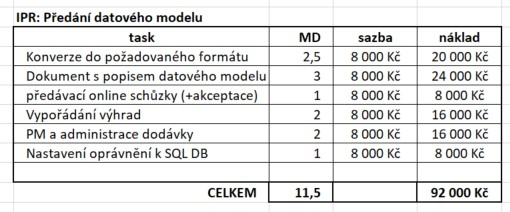 IPR: Předání datového modelu
task MD sazba náklad
Konverze do požadovaného formátu 2,5 8 000 Kč 20 000 Kč
Dokument s popisem datového modelu 3 8 000 Kč 24 000 Kč
předávací online schůzky (+akceptace) 1 8 000 Kč 8 000 Kč
Vypořádání výhrad 2 8 000 Kč 16 000 Kč
PM a administrace dodávky 2 8 000 Kč 16 000 Kč
Nastavení oprávnění k SQL DB 1 8 000 Kč 8 000 Kč
CELKEM 11,5 92 000 Kč